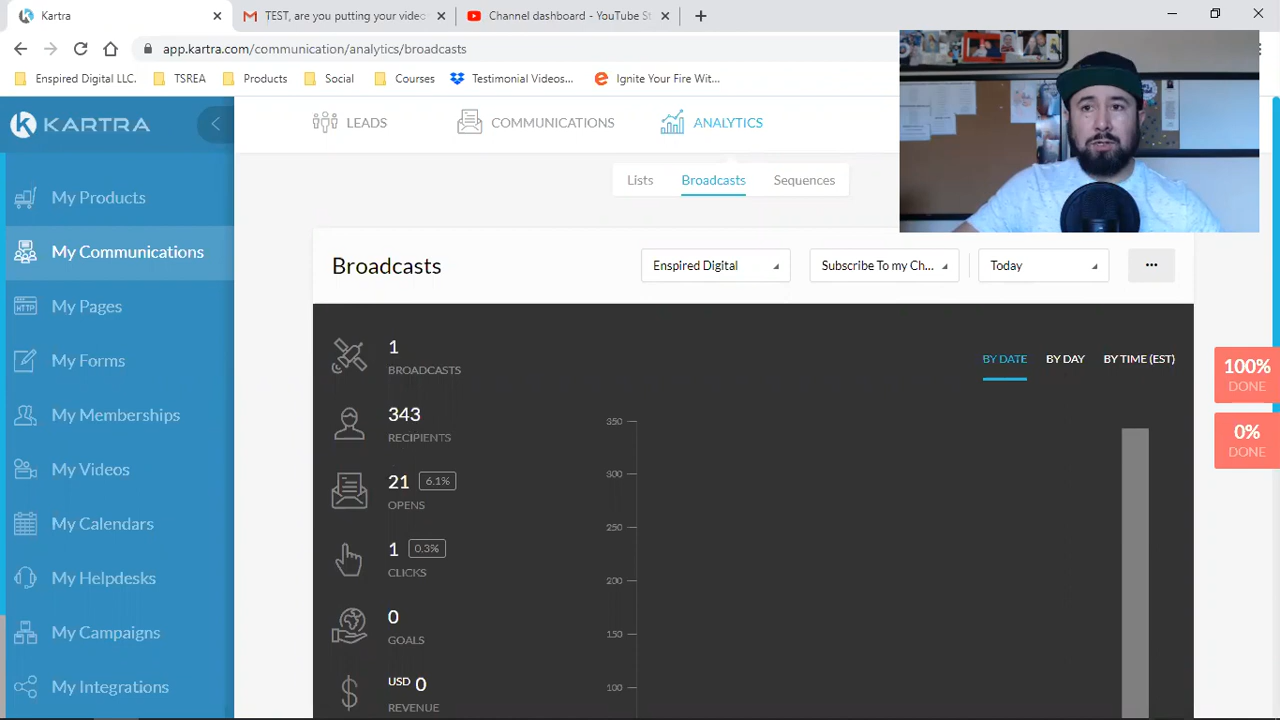 Kartra
TEST, are you putting your video
Channel dashboard - YouTube St
app.kartra.com/communication/analytics/broadcasts
Enspired Digital LLC.
TSREA
Products
Social
Courses
Testimonial Videos...
Ignite Your Fire Wit...
KARTRA
LEADS
COMMUNICATIONS
ANALYTICS
Lists
Broadcasts
Sequences
My Products
My Communications
HTTP
My Pages
My Forms
My Memberships
My Videos
My Calendars
My Helpdesks
My Campaigns
My Integrations
Broadcasts
Enspired Digital
Subscribe To my Ch...
Today
1
BROADCASTS
343
RECIPIENTS
21 6.1%
OPENS
1 0.3%
CLICKS
0
GOALS
USD 0
REVENUE
BY DATE
BY DAY
BY TIME (EST)
350
300
250
200
150
100
100%
DONE
0%
DONE